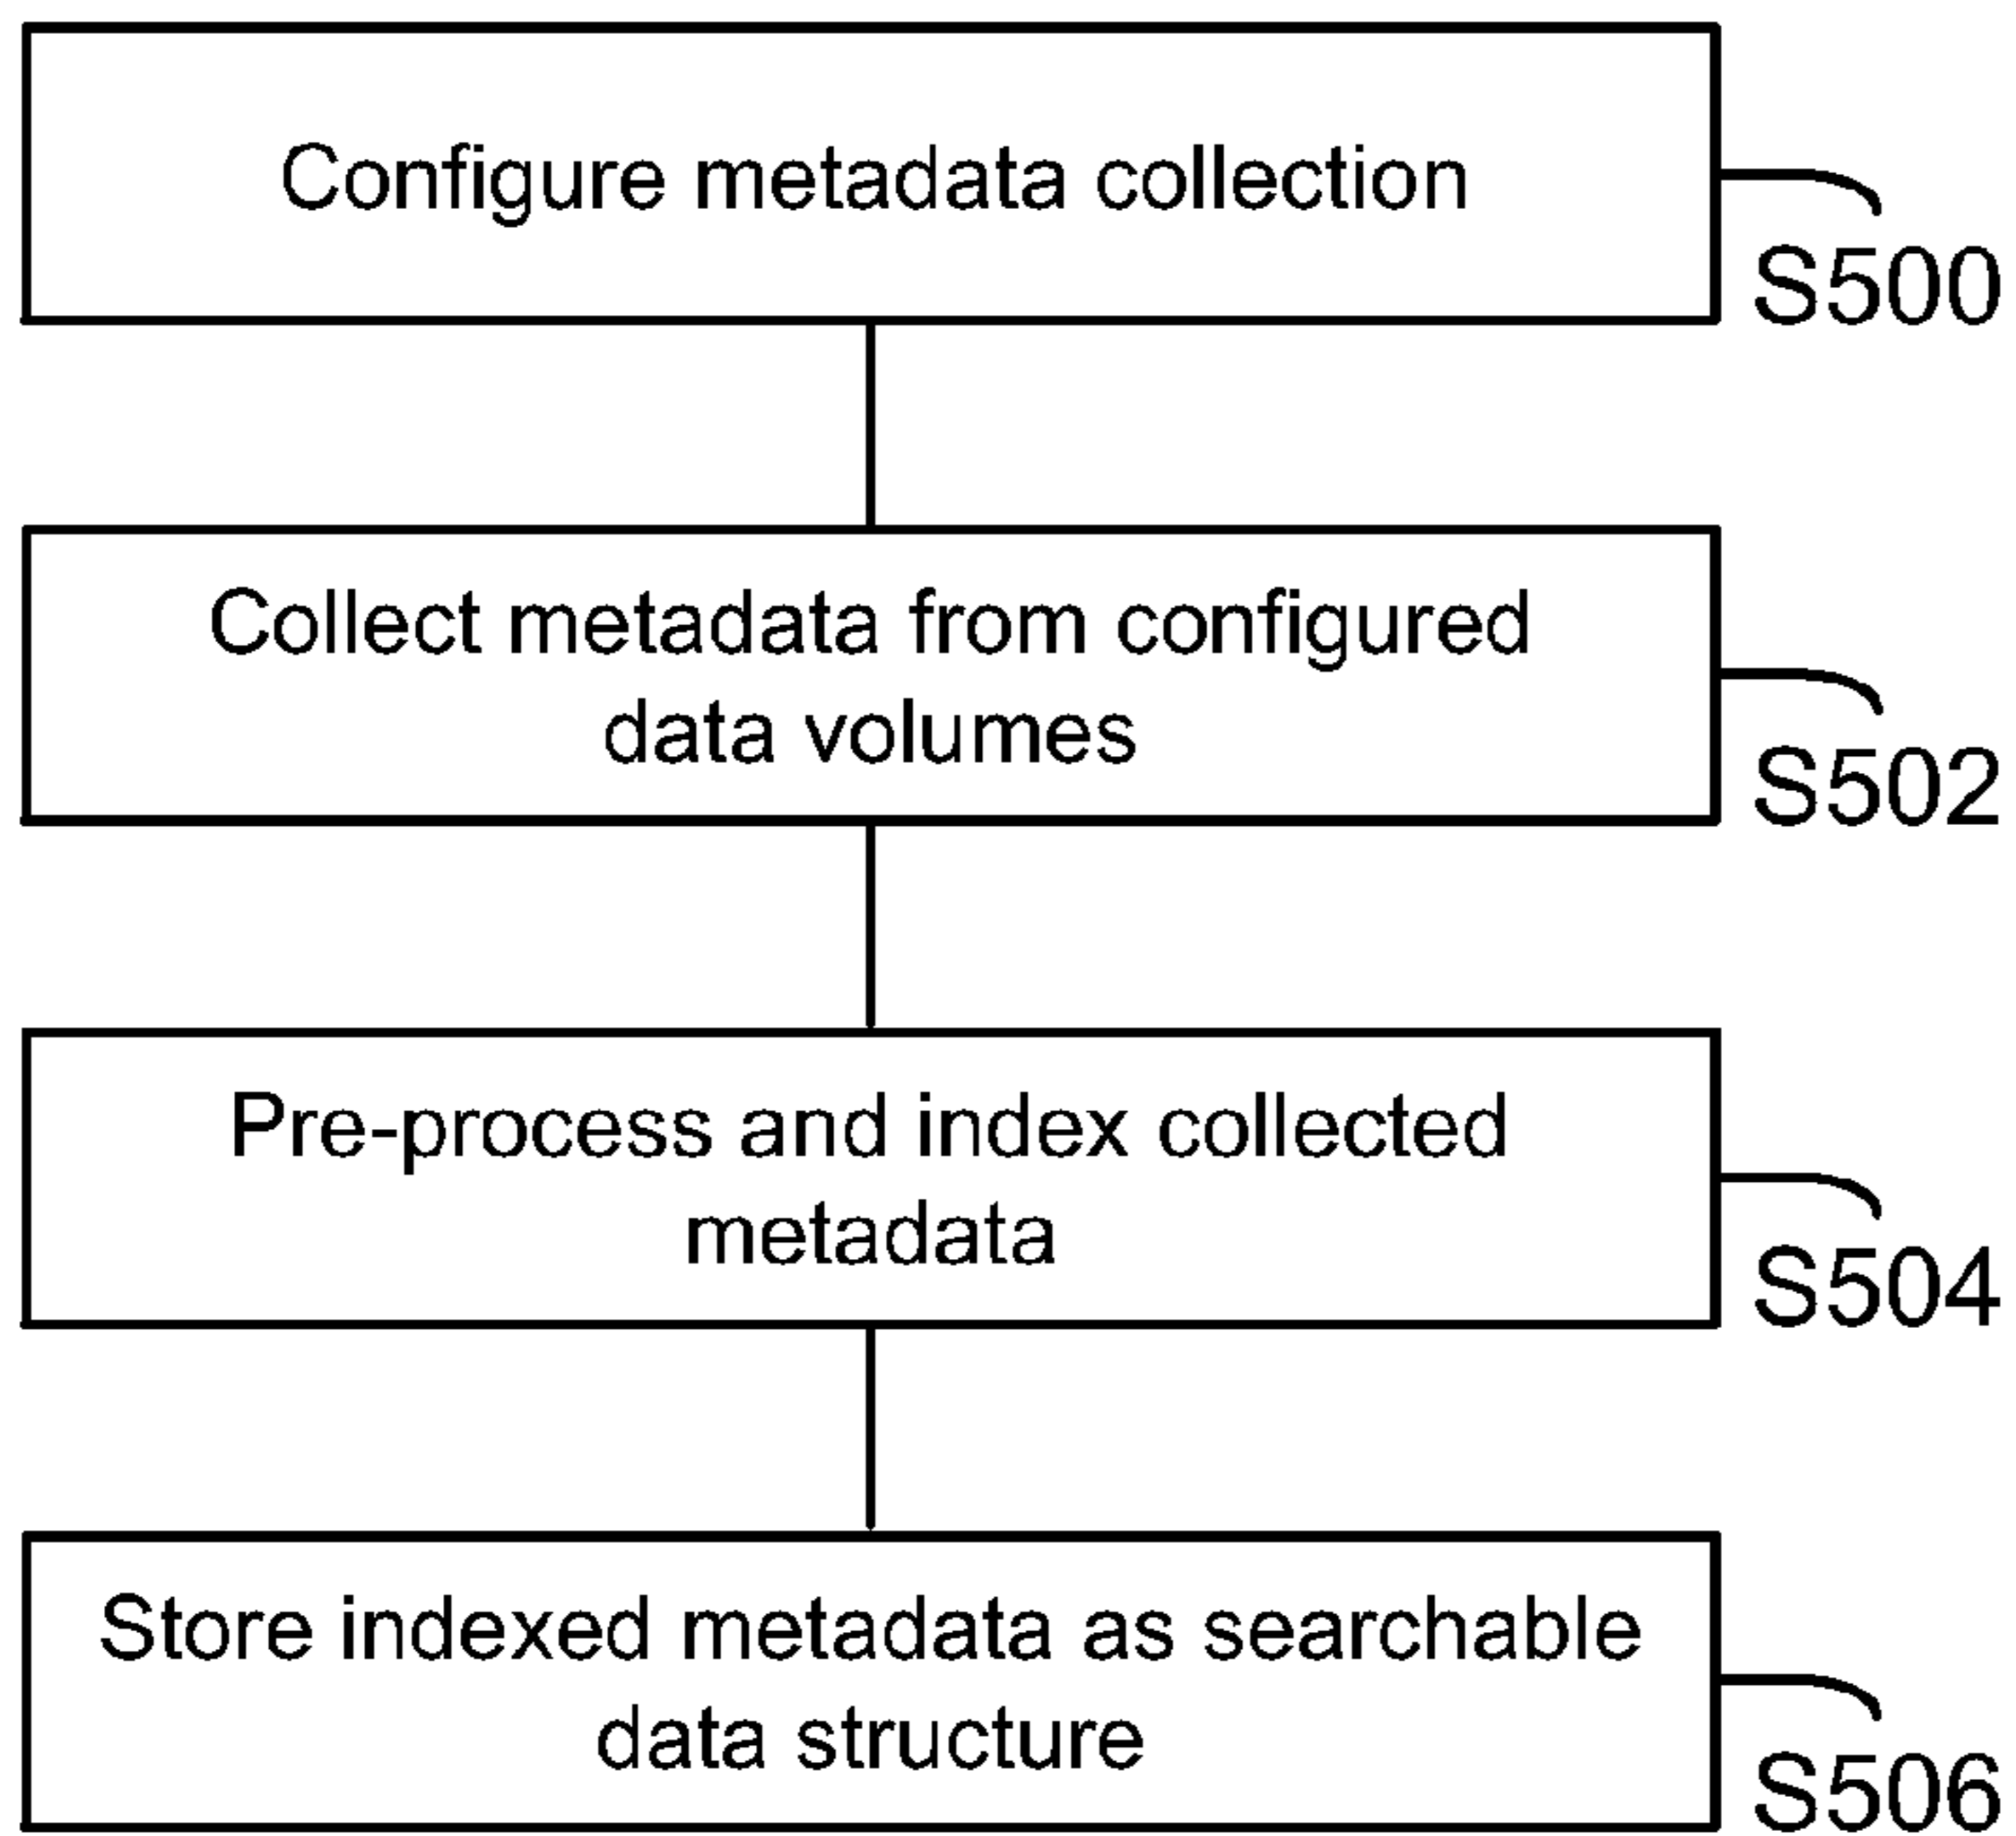 Configure metadata collection
S500
Collect metadata from configured
data volumes
S502
Pre-process and index collected
metadata
S504
Store indexed metadata as searchable
data structure
S506